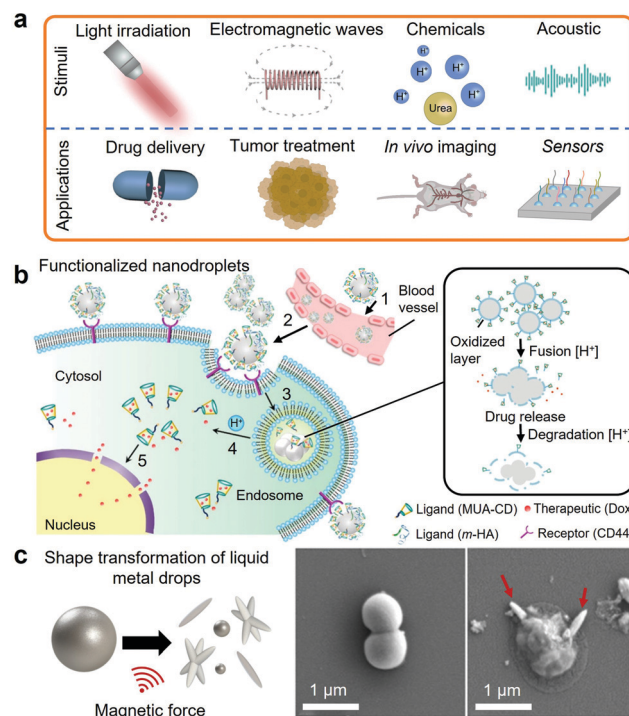 a
Light irradiation
Electromagnetic waves
Chemicals
Acoustic
Stimuli
H+
H+
H+
H+
H+
H+
Urea
Applications
Drug delivery
Tumor treatment
In vivo imaging
Sensors
b
Functionalized nanodroplets
1
2
Blood
vessel
Cytosol
3
H+
4
5
Endosome
Nucleus
Oxidized
layer
Fusion [H+]
Drug release
Degradation [H+]
Ligand (MUA-CD)
Therapeutic (Dox
Ligand (m-HA)
Receptor (CD44
c
Shape transformation of liquid
metal drops
Magnetic force
1 µm
1 µm